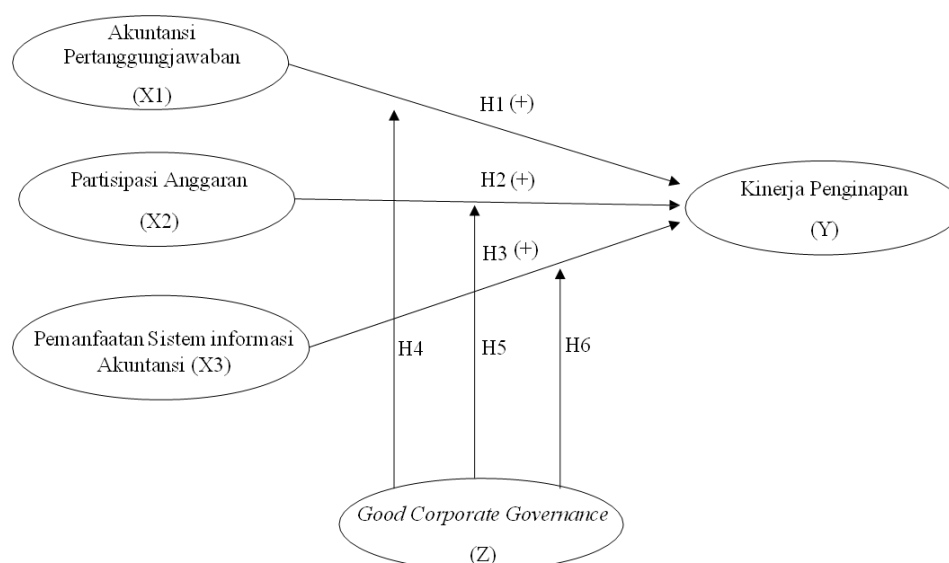 Akuntansi
Pertanggungjawaban
(X1)
H1 (+)
Partisipasi Anggaran
(X2)
H2 (+)
Kinerja Penginapan
(Y)
H3 (+)
Pemanfaatan Sistem informasi
Akuntansi (X3)
H4
H5
H6
Good Corporate Governance
(Z)